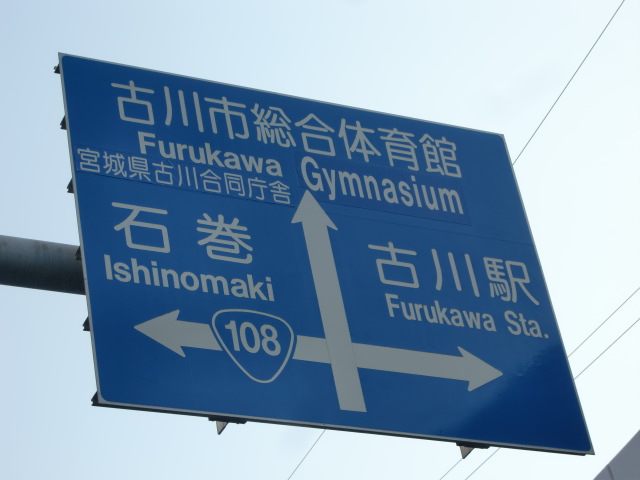 古川市総合体育館
Furukawa Gymnasium
宮城県古川合同庁舎
石巻
Ishinomaki
古川駅
Furukawa Sta.
108